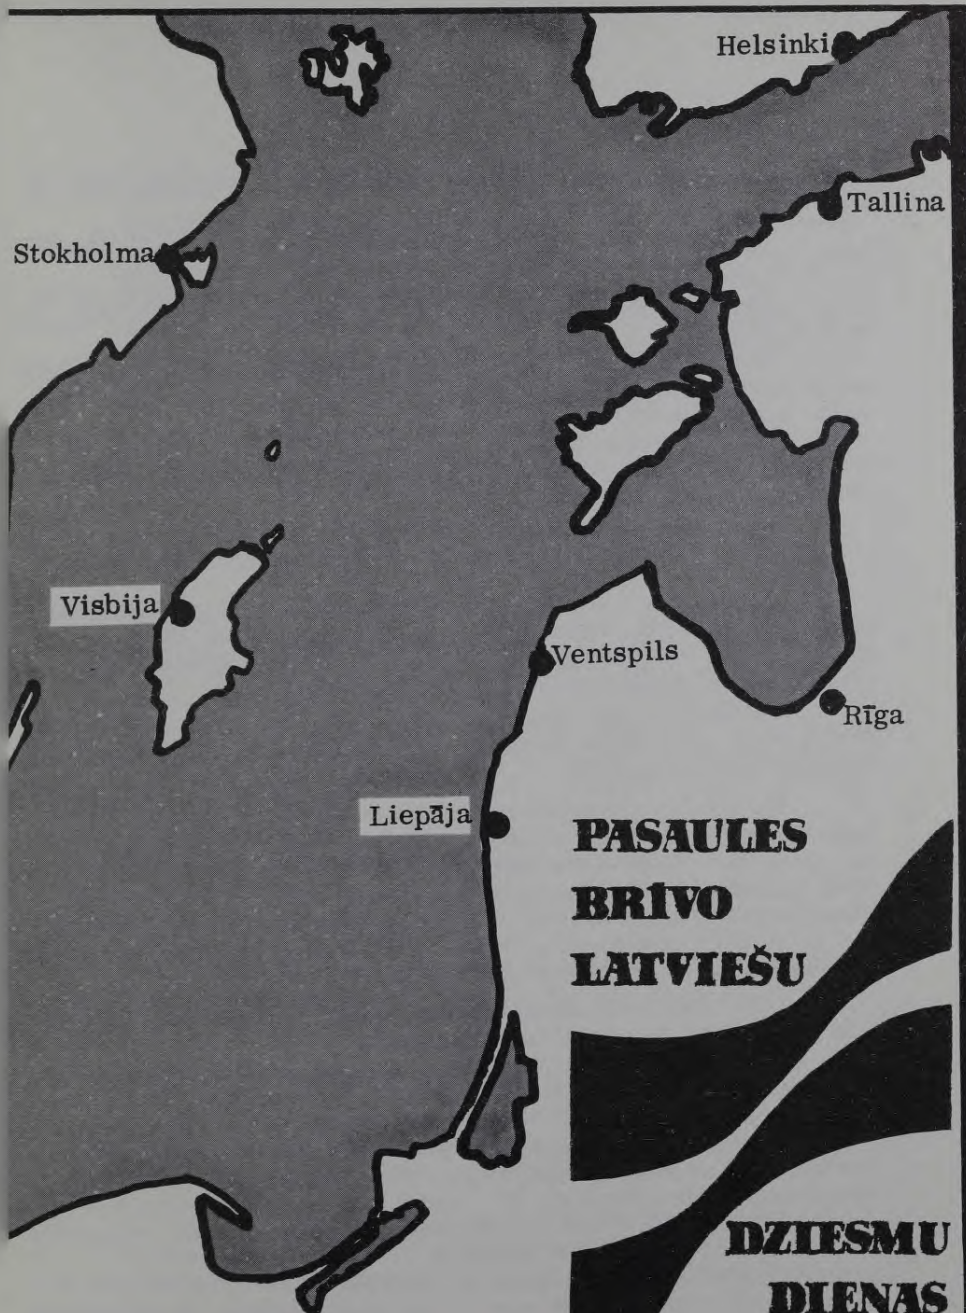 Helsinki
Tallina
Stokholma
Visbija
Ventspils
Rīga
Liepāja
PASAULES
BRĪVO
LATVIEŠU
DZIESMU
DIENAS